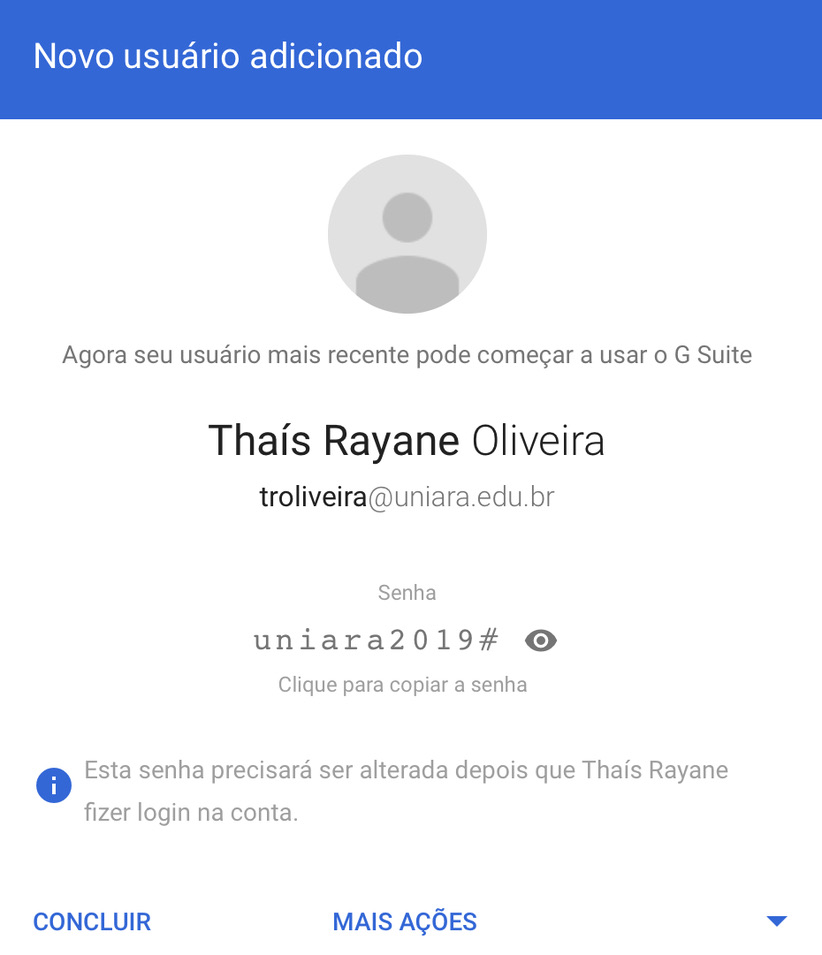 Novo usuário adicionado
Agora seu usuário mais recente pode começar a usar o G Suite
Thaís Rayane Oliveira
troliveira@uniara.edu.br
Senha
uniara2019#
Clique para copiar a senha
Esta senha precisará ser alterada depois que Thaís Rayane
fizer login na conta.
CONCLUIR MAIS AÇÕES